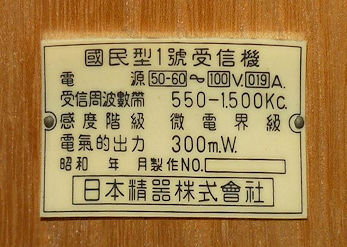 國民型1號受信機
電源 50-60~100V.019A.
受信周波數帶 550-1.500Kc.
感度階級 微電界級
電氣的出力 300m.W.
昭和 年 月製作NO.
日本精器株式會社